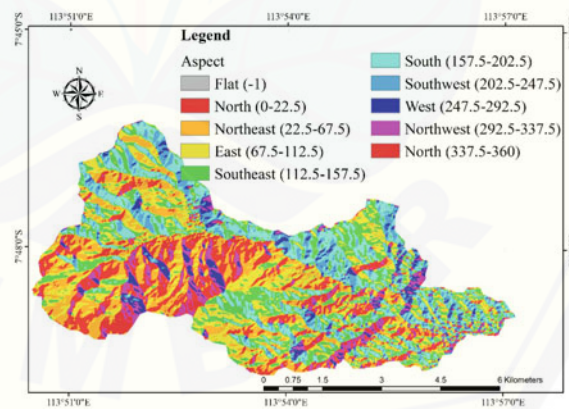 113°51'0"E 113°54'0"E 113°57'0"E
7°45'0"S
7°48'0"S
Legend
Aspect
Flat (-1)
North (0-22.5)
Northeast (22.5-67.5)
East (67.5-112.5)
Southeast (112.5-157.5)
South (157.5-202.5)
Southwest (202.5-247.5)
West (247.5-292.5)
Northwest (292.5-337.5)
North (337.5-360)
N
W E
S
0 0.75 1.5 3 4.5 6 Kilometers
113°51'0"E 113°54'0"E 113°57'0"E